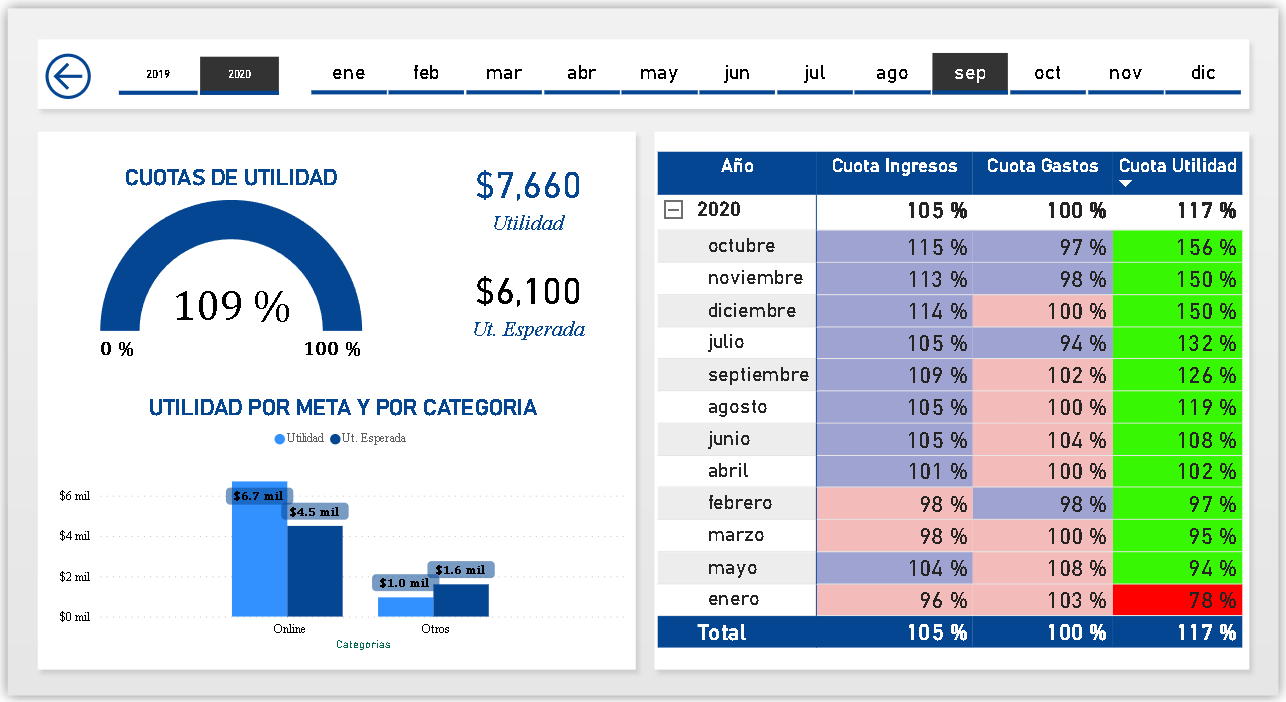 2019 2020 ene feb mar abr may jun jul ago sep oct nov dic
CUOTAS DE UTILIDAD
109 %
0 % 100 %
$7,660
Utilidad
$6,100
Ut. Esperada
UTILIDAD POR META Y POR CATEGORIA
Utilidad Ut. Esperada
$6 mil
$4 mil
$2 mil
$0 mil
$6.7 mil
$4.5 mil
$1.0 mil
$1.6 mil
Online Otros
Categorias
Año Cuota Ingresos Cuota Gastos Cuota Utilidad
2020 105 % 100 % 117 %
octubre 115 % 97 % 156 %
noviembre 113 % 98 % 150 %
diciembre 114 % 100 % 150 %
julio 105 % 94 % 132 %
septiembre 109 % 102 % 126 %
agosto 105 % 100 % 119 %
junio 105 % 104 % 108 %
abril 101 % 100 % 102 %
febrero 98 % 98 % 97 %
marzo 98 % 100 % 95 %
mayo 104 % 108 % 94 %
enero 96 % 103 % 78 %
Total 105 % 100 % 117 %